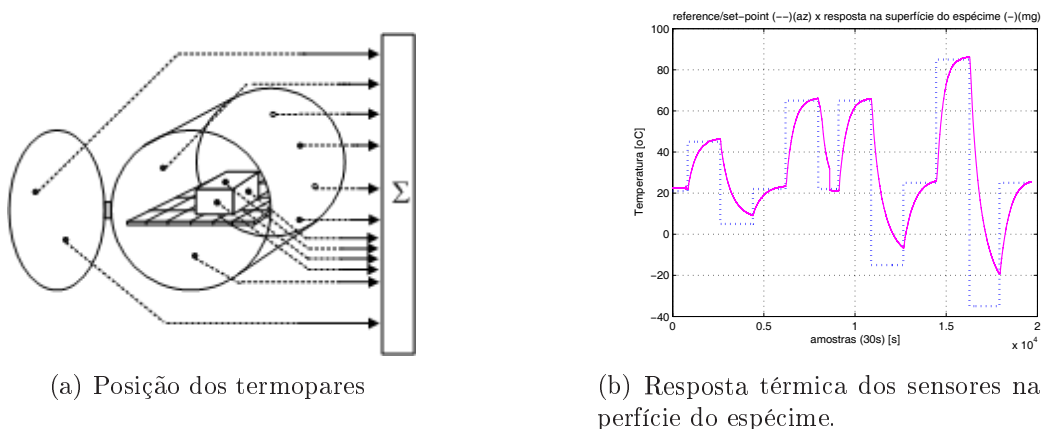 Σ
(a) Posição dos termopares
reference/set-point (−−)(az) x resposta na superfície do espécime (-)(mg)
Temperatura [oC]
100
80
60
40
20
0
−20
−40
0
0.5
1
1.5
2
x 10^4
amostras (30s) [s]
(b) Resposta térmica dos sensores na
perfície do espécime.